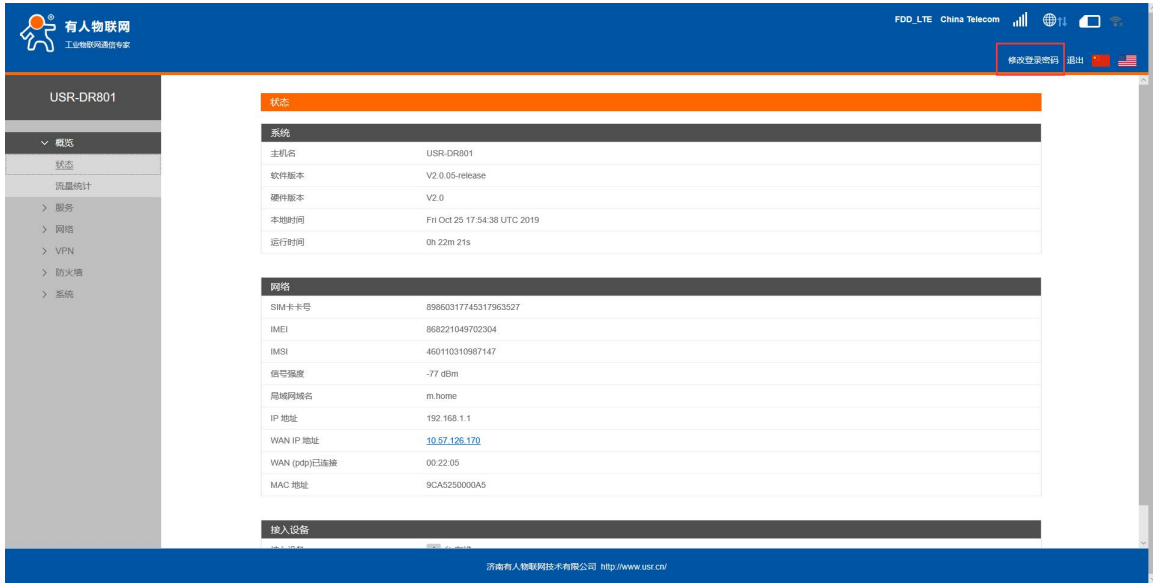 有人物联网
工业物联网通信专家
FDD_LTE China Telecom
修改登录密码 退出
USR-DR801
概览
状态
流量统计
服务
网络
VPN
防火墙
系统
状态
系统
主机名 USR-DR801
软件版本 V2.0.05-release
硬件版本 V2.0
本地时间 Fri Oct 25 17:54:38 UTC 2019
运行时间 0h 22m 21s
网络
SIM卡卡号 89860317745317963527
IMEI 868221049702304
IMSI 460110310987147
信号强度 -77 dBm
局域网域名 m.home
IP 地址 192.168.1.1
WAN IP 地址 10.57.126.170
WAN (pdp)已连接 00:22:05
MAC 地址 9CA5250000A5
接入设备
济南有人物联网技术有限公司 http://www.usr.cn/